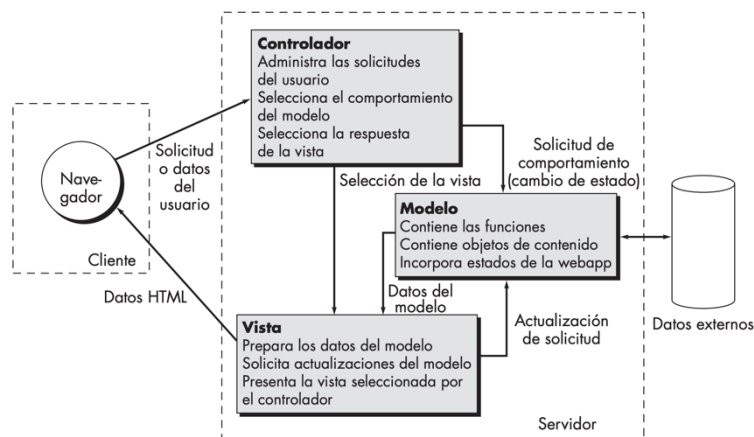 Controlador
Administra las solicitudes
del usuario
Selecciona el comportamiento
del modelo
Selecciona la respuesta
de la vista
Nave-
gador
Cliente
Solicitud
o datos
del
usuario
Solicitud de
comportamiento
(cambio de estado)
Selección de la vista
Modelo
Contiene las funciones
Contiene objetos de contenido
Incorpora estados de la webapp
Datos HTML
Datos del
modelo
Actualización
de solicitud
Datos externos
Vista
Prepara los datos del modelo
Solicita actualizaciones del modelo
Presenta la vista seleccionada por
el controlador
Servidor